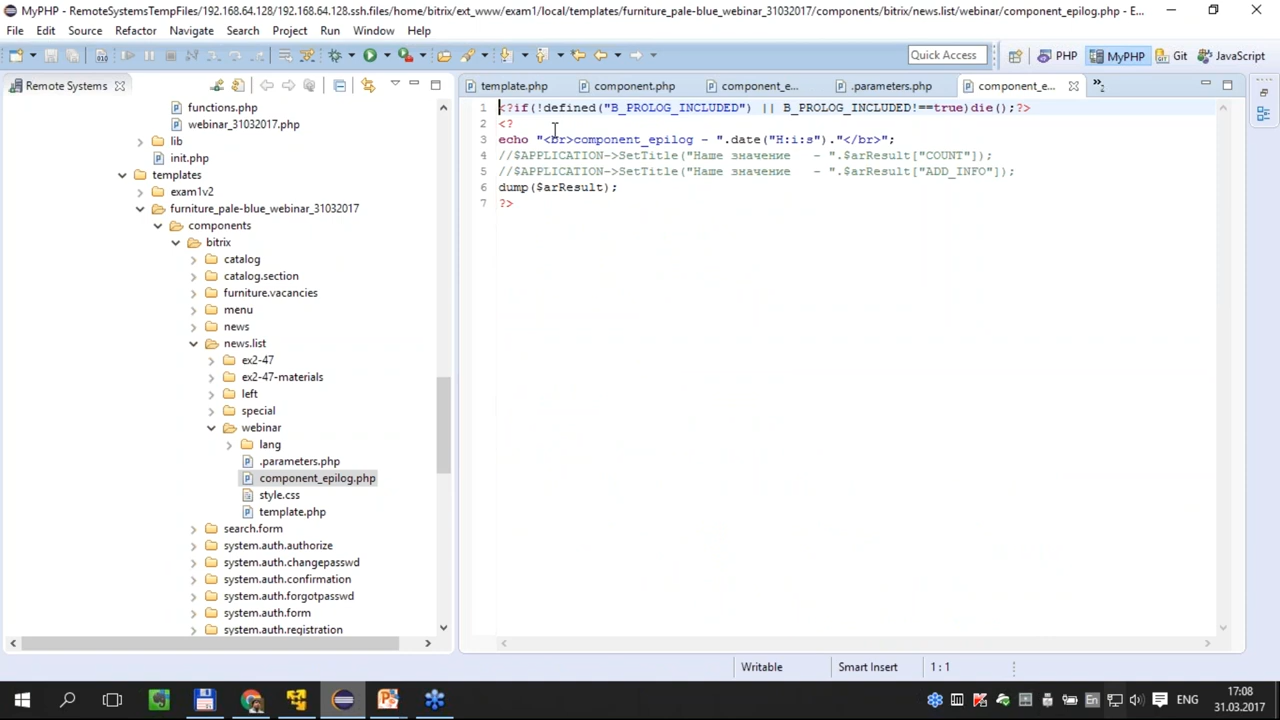 MyPHP - RemoteSystemsTempFiles/192.168.64.128/192.168.64.128.ssh.files/home/bitrix/ext_www/exam1/local/templates/furniture_pale-blue_webinar_31032017/components/bitrix/news.list/webinar/component_epilog.php - E...
File Edit Source Refactor Navigate Search Project Run Window Help
Quick Access PHP MyPHP Git JavaScript
Remote Systems
template.php component.php component_e... .parameters.php component_e... »2
functions.php
webinar_31032017.php
lib
init.php
templates
exam1v2
furniture_pale-blue_webinar_31032017
components
bitrix
catalog
catalog.section
furniture.vacancies
menu
news
news.list
ex2-47
ex2-47-materials
left
special
webinar
lang
.parameters.php
component_epilog.php
style.css
template.php
search.form
system.auth.authorize
system.auth.changepasswd
system.auth.confirmation
system.auth.forgotpasswd
system.auth.form
system.auth.registration
1 <?if(!defined("B_PROLOG_INCLUDED") || B_PROLOG_INCLUDED!==true)die();?>
2 <?
3 echo "<br>component_epilog - ".date("H:i:s")."</br>";
4 //$APPLICATION->SetTitle("Наше значение - ".$arResult["COUNT"]);
5 //$APPLICATION->SetTitle("Наше значение - ".$arResult["ADD_INFO"]);
6 dump($arResult);
7 ?>
Writable Smart Insert 1 : 1
En ENG 17:08
31.03.2017